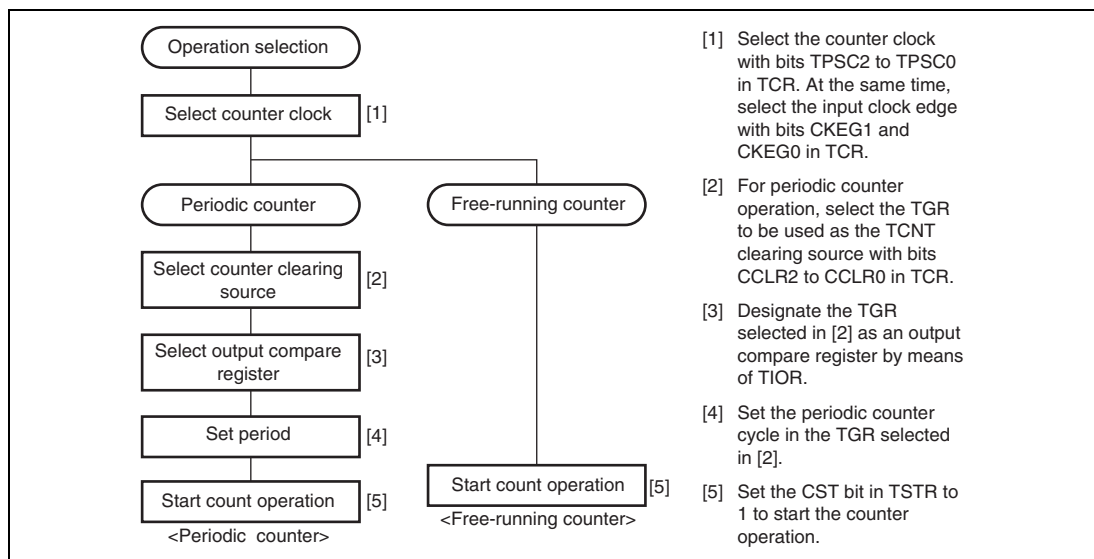 Operation selection
Select counter clock [1]
Periodic counter
Free-running counter
Select counter clearing
source
[2]
Select output compare
register
[3]
Set period [4]
Start count operation [5]
<Periodic counter>
Start count operation [5]
<Free-running counter>
[1] Select the counter clock
with bits TPSC2 to TPSC0
in TCR. At the same time,
select the input clock edge
with bits CKEG1 and
CKEG0 in TCR.
[2] For periodic counter
operation, select the TGR
to be used as the TCNT
clearing source with bits
CCLR2 to CCLR0 in TCR.
[3] Designate the TGR
selected in [2] as an output
compare register by means
of TIOR.
[4] Set the periodic counter
cycle in the TGR selected
in [2].
[5] Set the CST bit in TSTR to
1 to start the counter
operation.